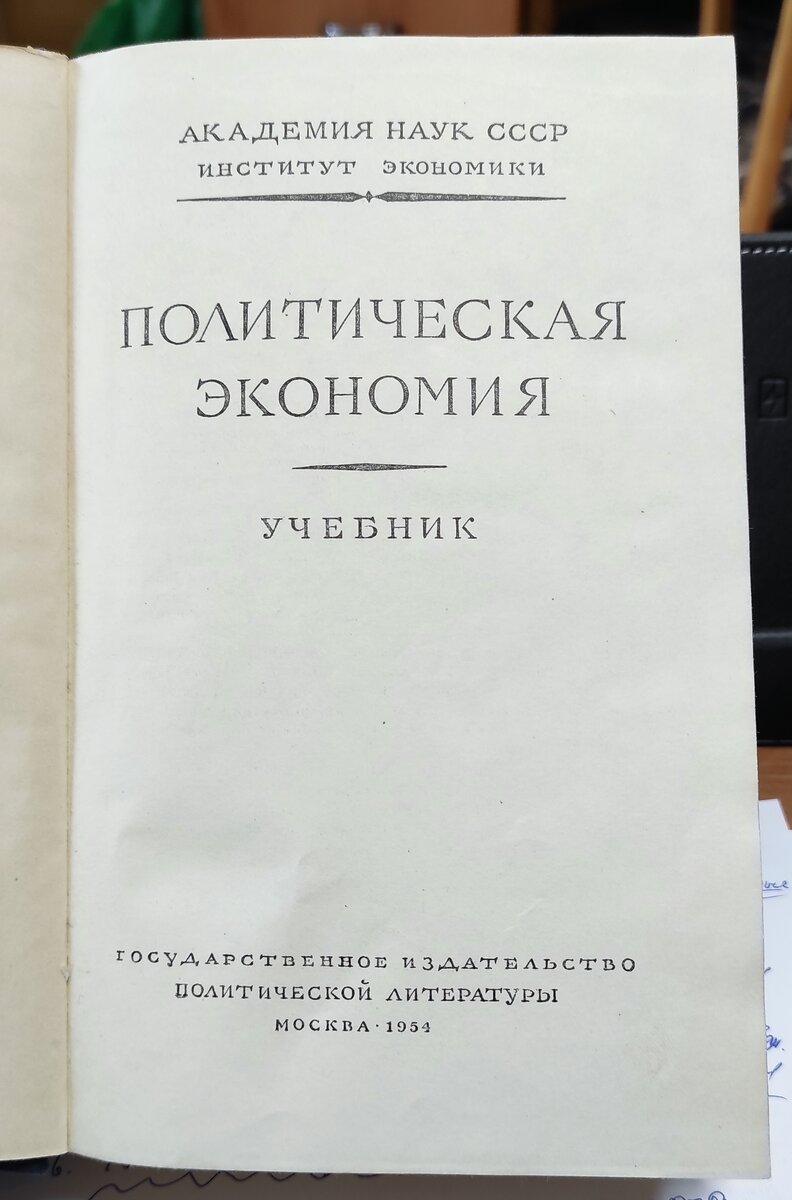 АКАДЕМИЯ НАУК СССР
ИНСТИТУТ ЭКОНОМИКИ
ПОЛИТИЧЕСКАЯ
ЭКОНОМИЯ
УЧЕБНИК
ГОСУДАРСТВЕННОЕ ИЗДАТЕЛЬСТВО
ПОЛИТИЧЕСКОЙ ЛИТЕРАТУРЫ
МОСКВА · 1954